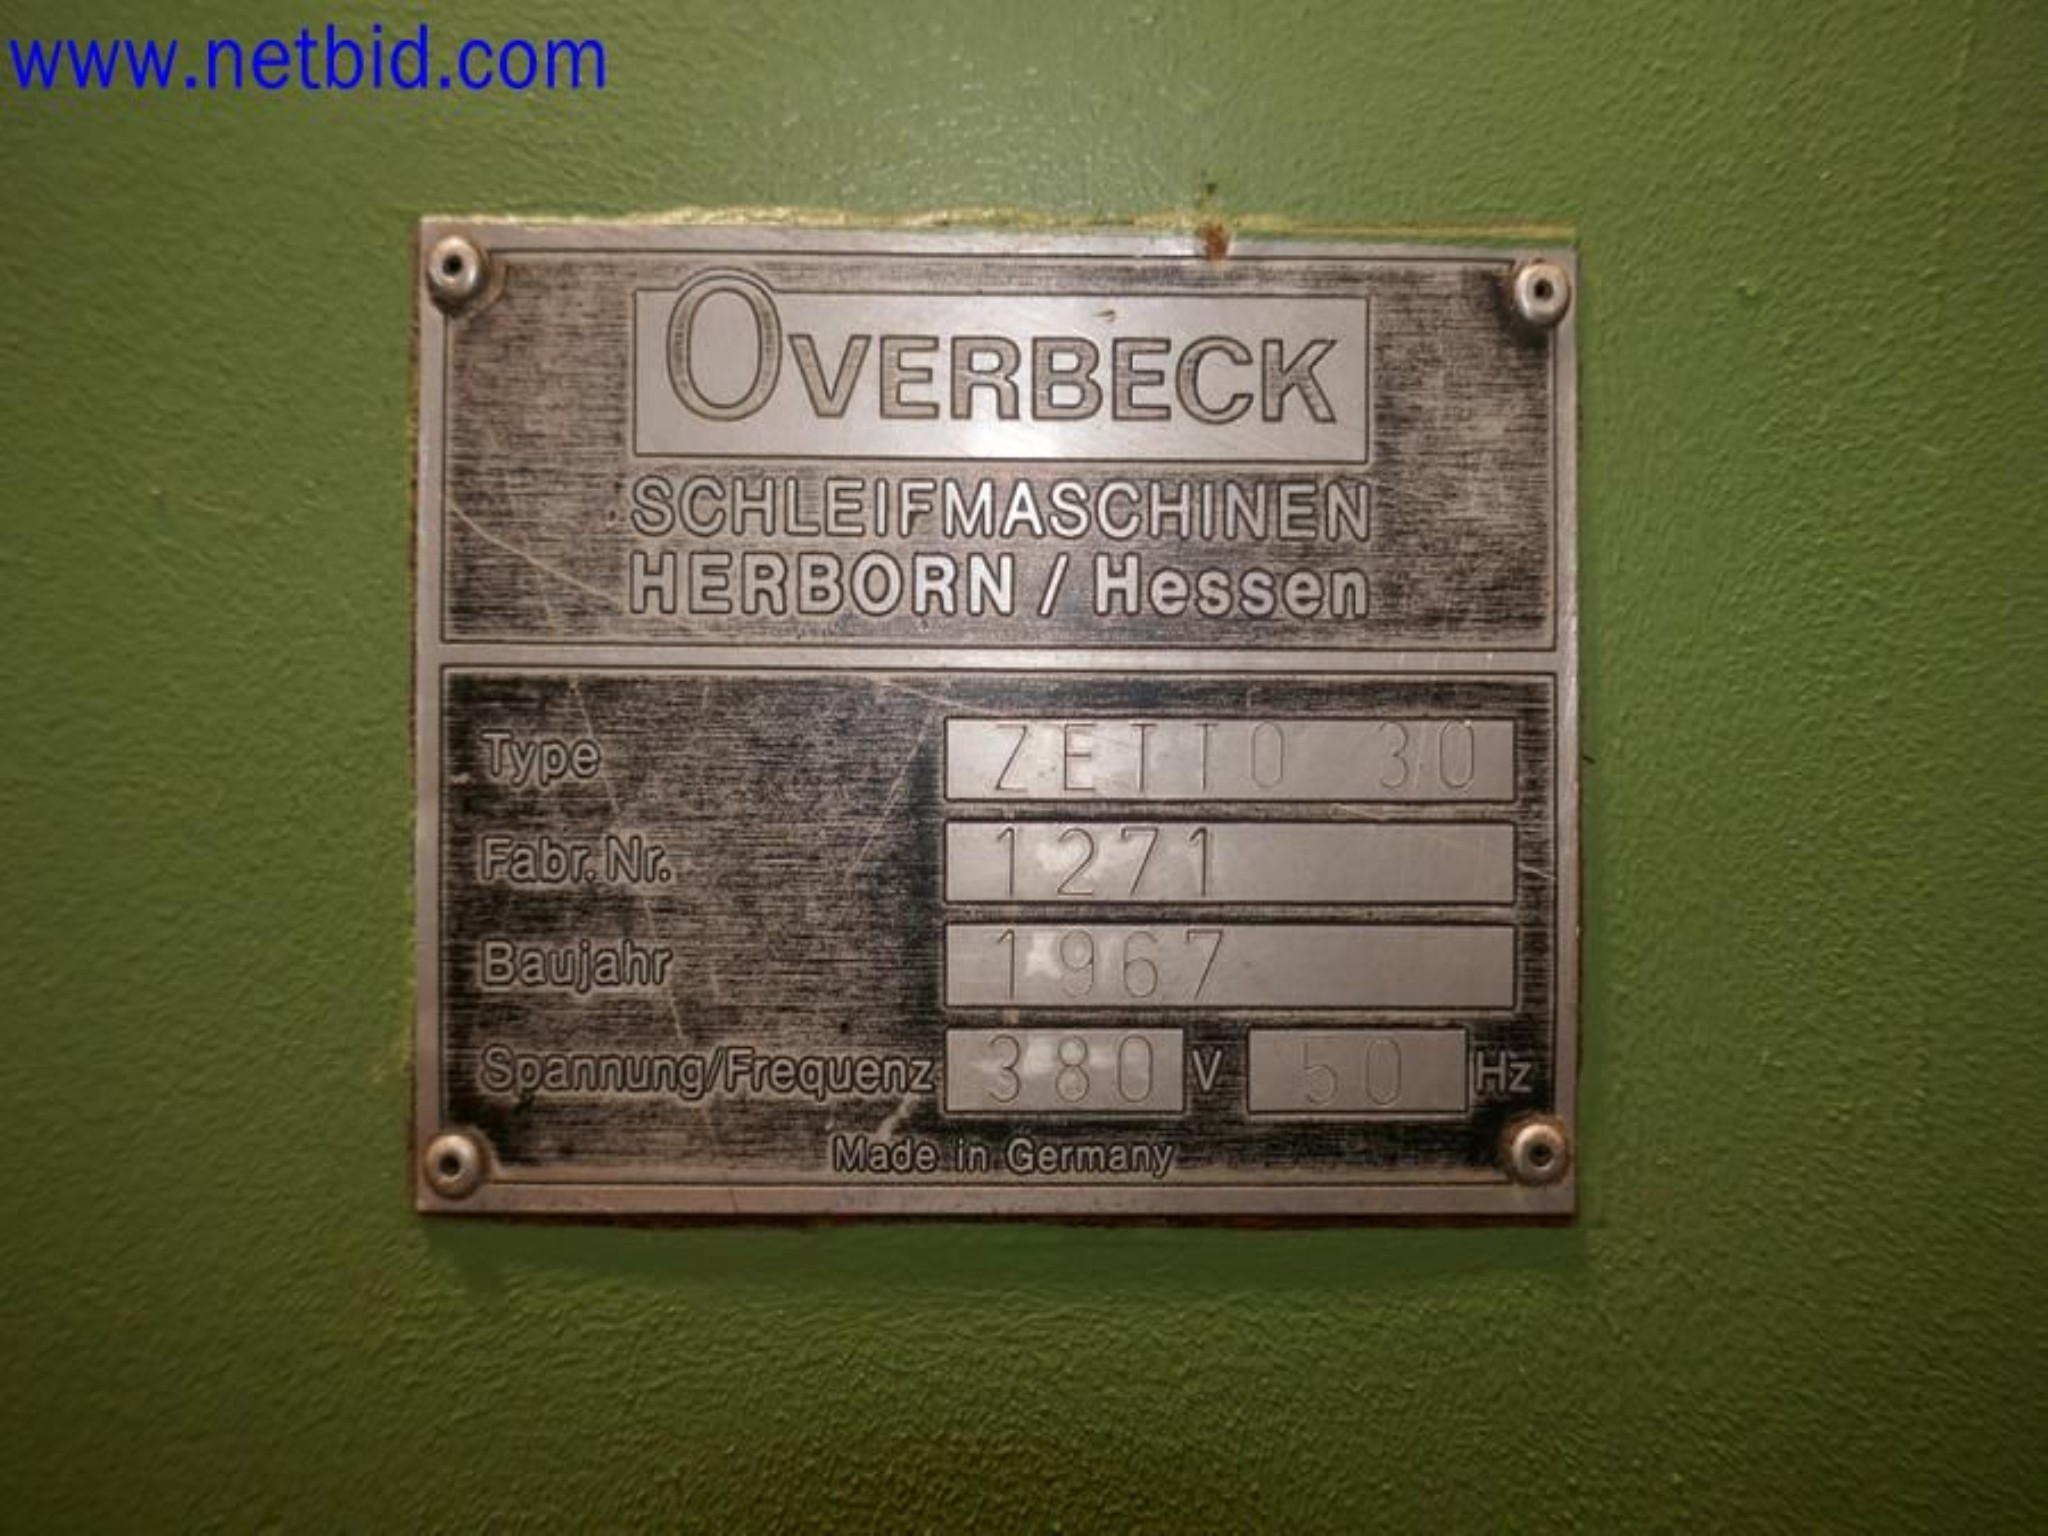 www.netbid.com
OVERBECK
SCHLEIFMASCHINEN
HERBORN / Hessen
Type ZETTO 30
Fabr. Nr. 1271
Baujahr 1967
Spannung/Frequenz 380 V 50 Hz
Made in Germany